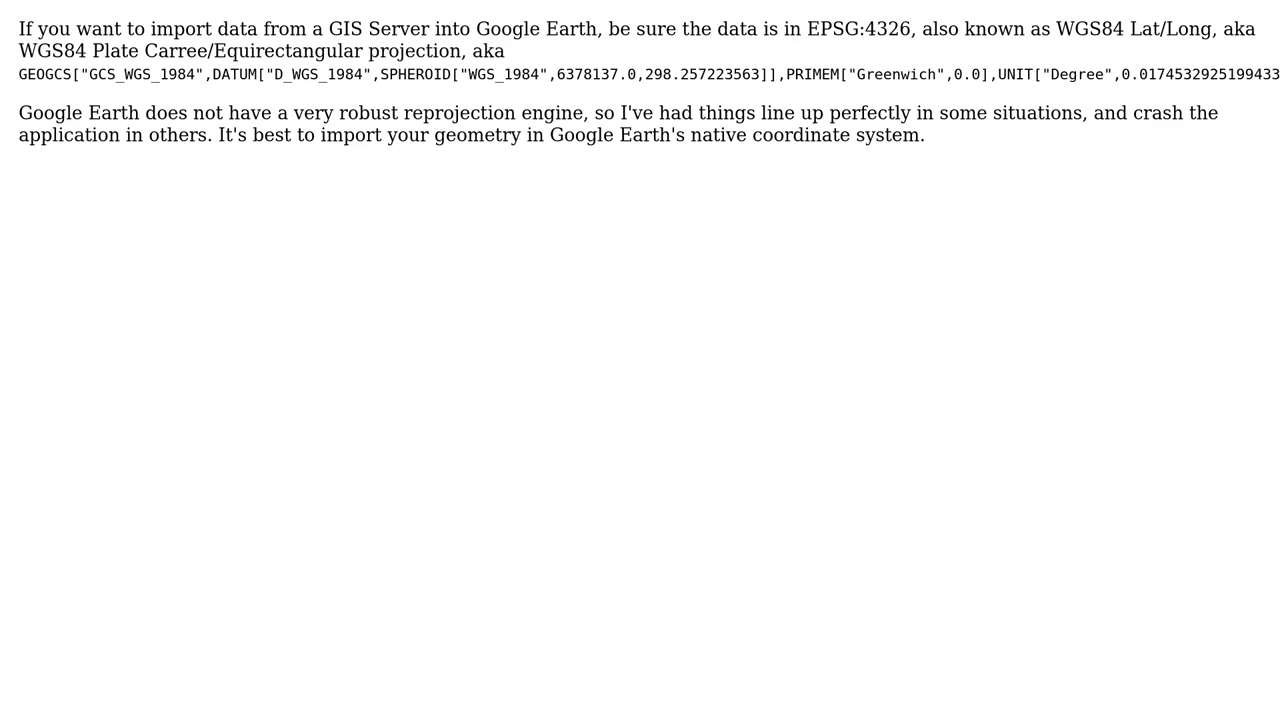 If you want to import data from a GIS Server into Google Earth, be sure the data is in EPSG:4326, also known as WGS84 Lat/Long, aka
WGS84 Plate Carree/Equirectangular projection, aka
GEOGCS["GCS_WGS_1984",DATUM["D_WGS_1984",SPHEROID["WGS_1984",6378137.0,298.257223563]],PRIMEM["Greenwich",0.0],UNIT["Degree",0.0174532925199433
Google Earth does not have a very robust reprojection engine, so I've had things line up perfectly in some situations, and crash the
application in others. It's best to import your geometry in Google Earth's native coordinate system.